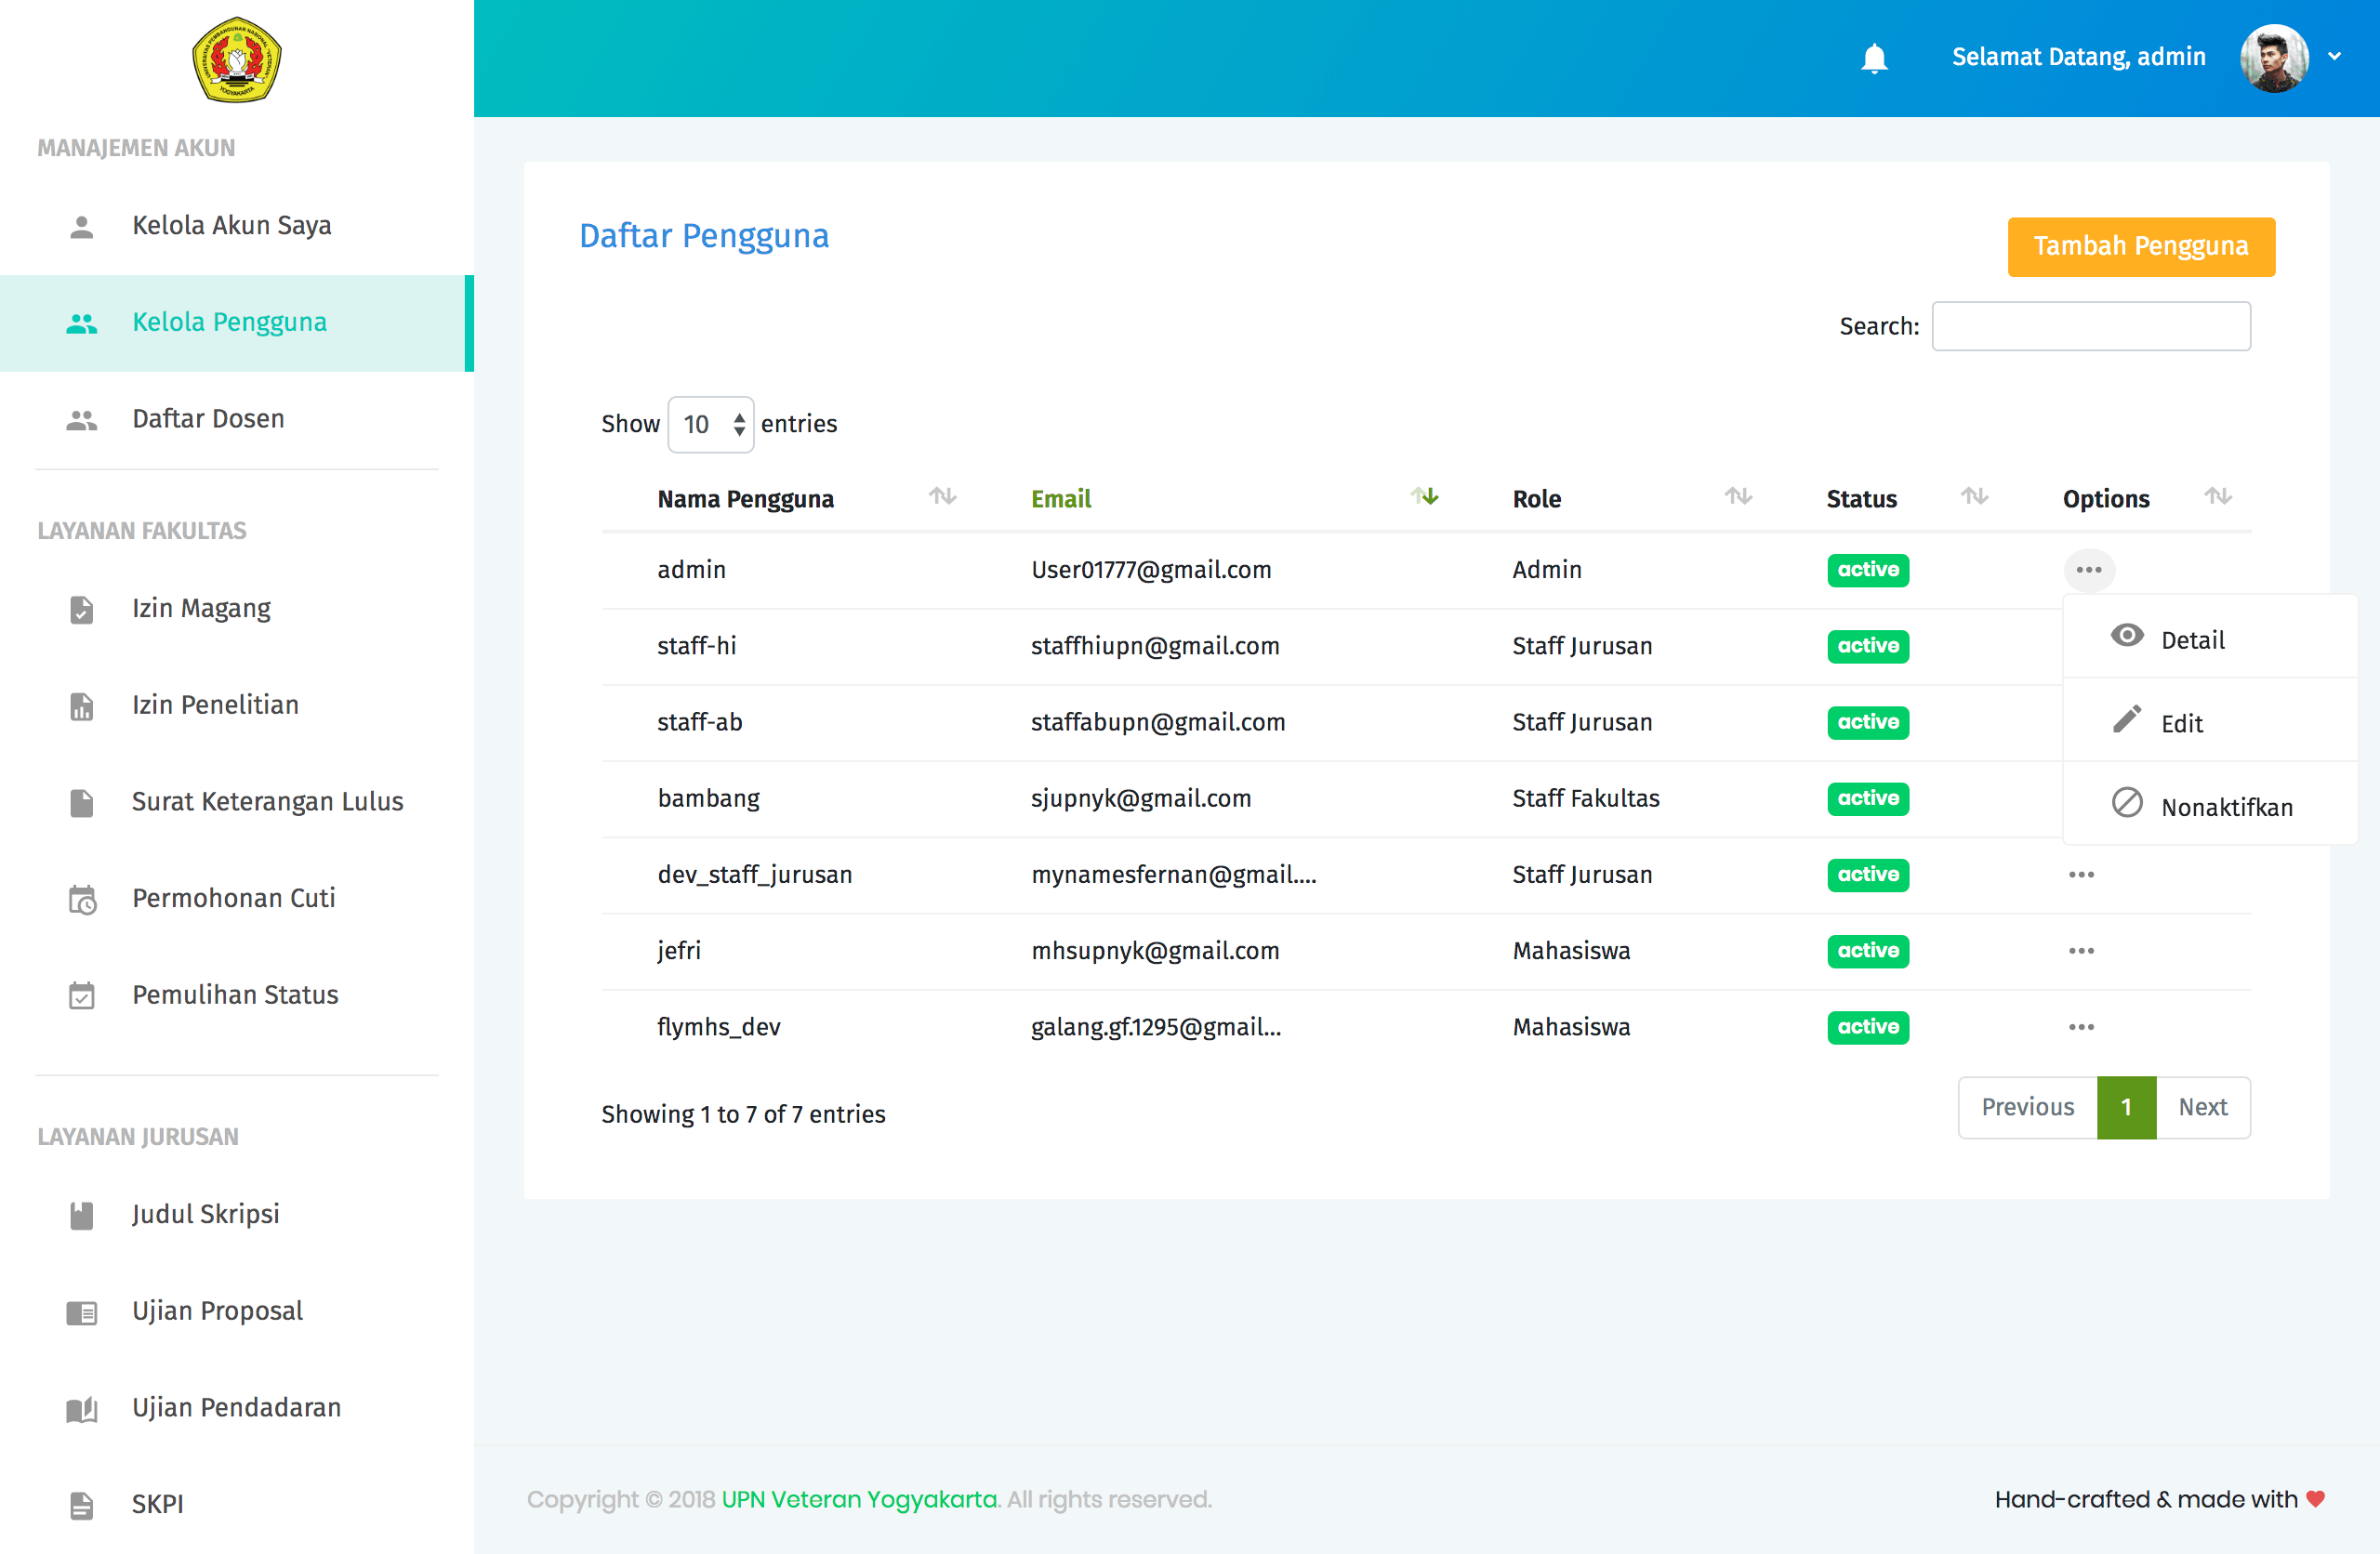 Selamat Datang, admin
MANAJEMEN AKUN
Kelola Akun Saya
Kelola Pengguna
Daftar Dosen
LAYANAN FAKULTAS
Izin Magang
Izin Penelitian
Surat Keterangan Lulus
Permohonan Cuti
Pemulihan Status
LAYANAN JURUSAN
Judul Skripsi
Ujian Proposal
Ujian Pendadaran
SKPI
Daftar Pengguna
Tambah Pengguna
Search:
Show 10 entries
Nama Pengguna Email Role Status Options
admin User01777@gmail.com Admin active
staff-hi staffhiupn@gmail.com Staff Jurusan active
staff-ab staffabupn@gmail.com Staff Jurusan active
bambang sjupnyk@gmail.com Staff Fakultas active
dev_staff_jurusan mynamesfernan@gmail.... Staff Jurusan active
jefri mhsupnyk@gmail.com Mahasiswa active
flymhs_dev galang.gf.1295@gmail... Mahasiswa active
Detail
Edit
Nonaktifkan
Showing 1 to 7 of 7 entries
Previous 1 Next
Copyright © 2018 UPN Veteran Yogyakarta. All rights reserved.
Hand-crafted & made with